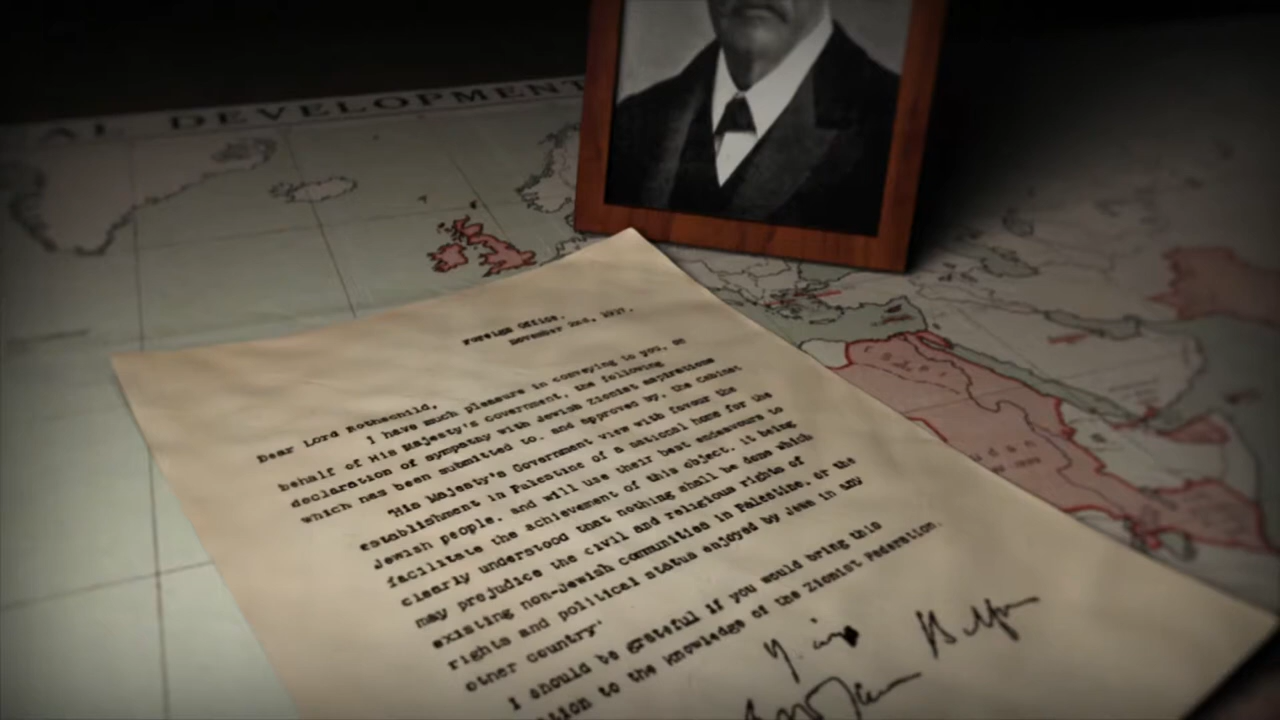 AL DEVELOPMENT
Foreign Office,
November 2nd, 1917.
Dear Lord Rothschild,
I have much pleasure in conveying to you, on
behalf of His Majesty's Government, the following
declaration of sympathy with Jewish Zionist aspirations
which has been submitted to, and approved by, the Cabinet
"His Majesty's Government view with favour the
establishment in Palestine of a national home for the
Jewish people, and will use their best endeavours to
facilitate the achievement of this object, it being
clearly understood that nothing shall be done which
may prejudice the civil and religious rights of
existing non-Jewish communities in Palestine, or the
rights and political status enjoyed by Jews in any
other country"
I should be grateful if you would bring this
ation to the knowledge of the Zionist Federation.